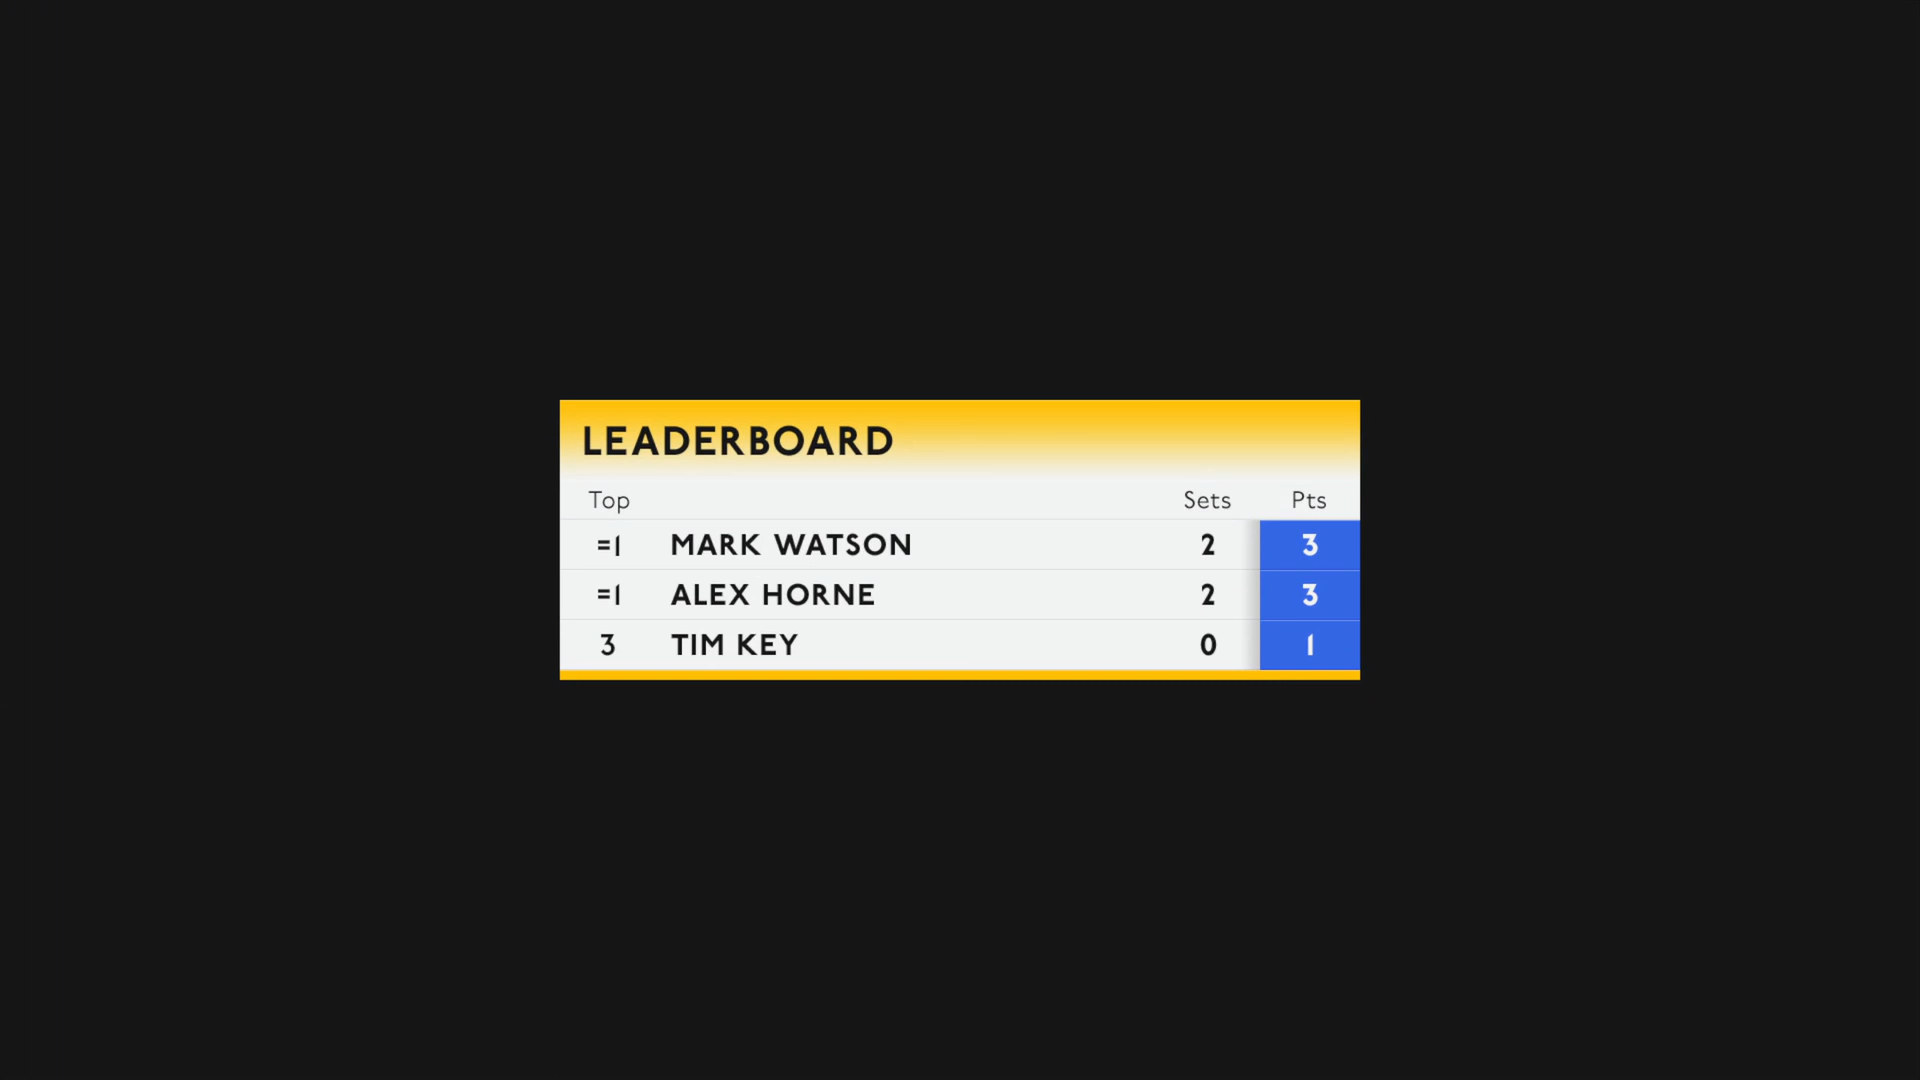 LEADERBOARD
Top Sets Pts
=1 MARK WATSON 2 3
=1 ALEX HORNE 2 3
3 TIM KEY 0 1